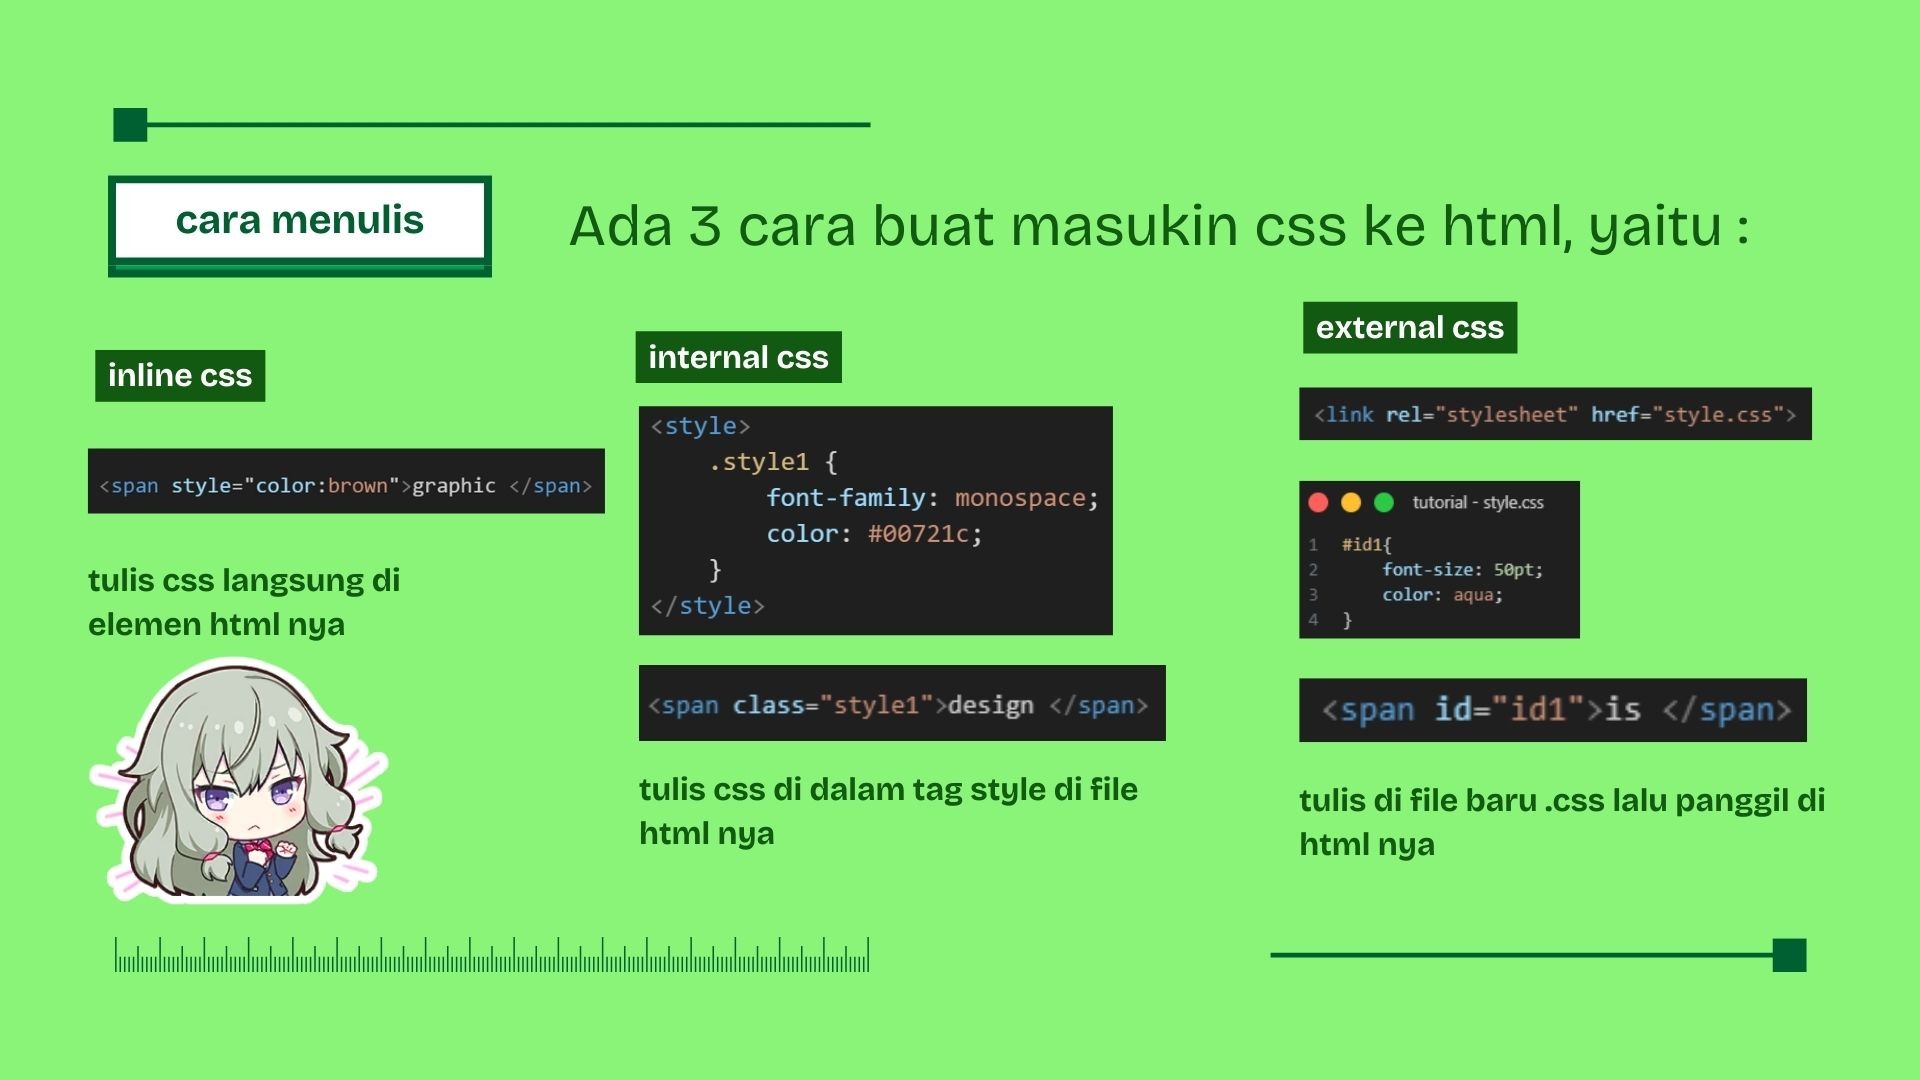 cara menulis
Ada 3 cara buat masukin css ke html, yaitu :
inline css
<span style="color:brown">graphic </span>
tulis css langsung di
elemen html nya
internal css
<style>
    .style1 {
        font-family: monospace;
        color: #00721c;
    }
</style>
<span class="style1">design </span>
tulis css di dalam tag style di file
html nya
external css
<link rel="stylesheet" href="style.css">
tutorial - style.css
1 #id1{
2     font-size: 50pt;
3     color: aqua;
4 }
<span id="id1">is </span>
tulis di file baru .css lalu panggil di
html nya